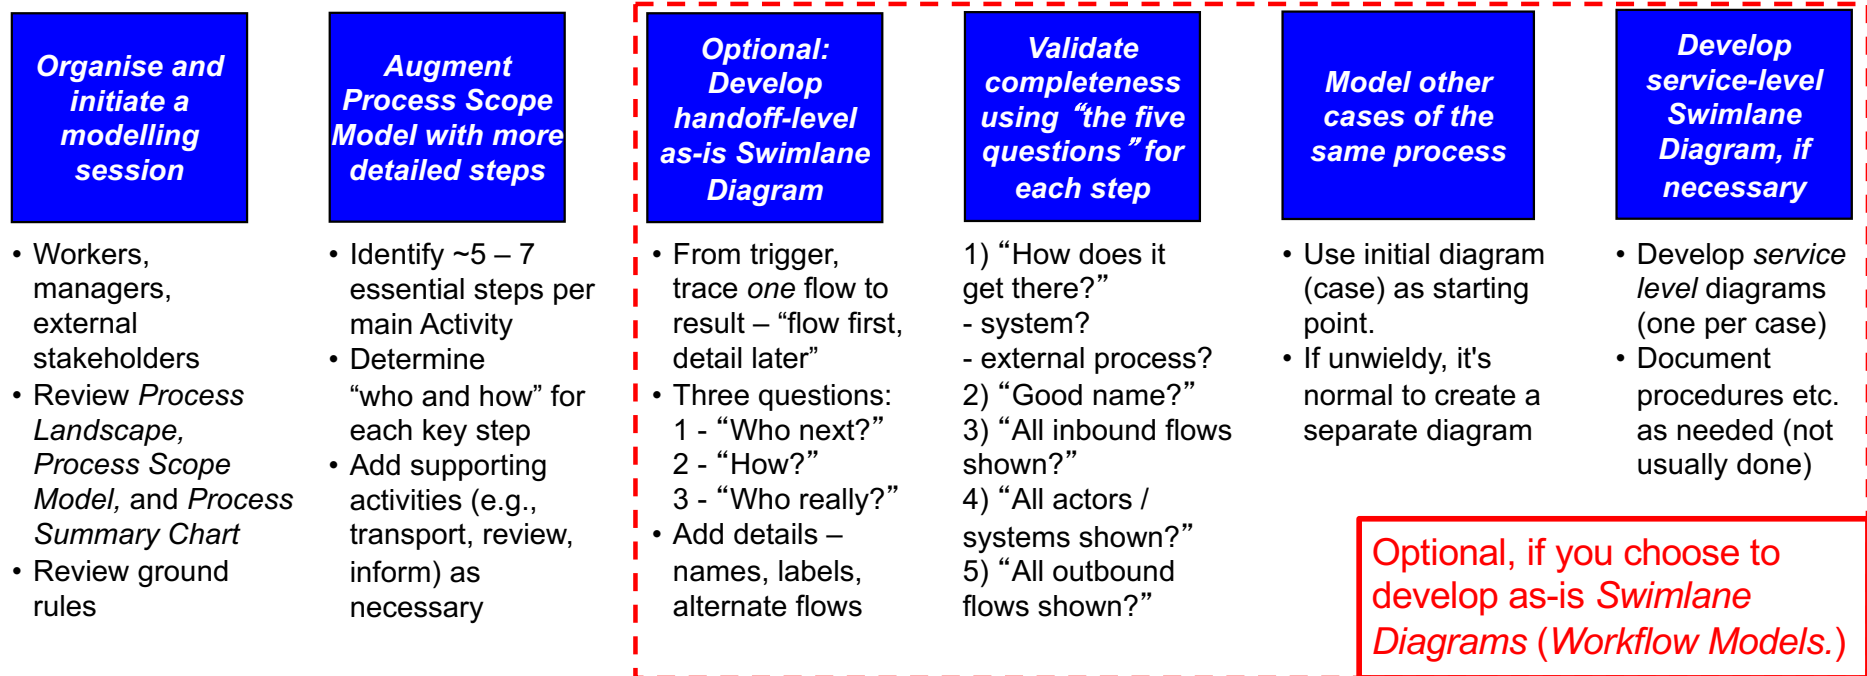 Organise and
initiate a
modelling
session
• Workers,
managers,
external
stakeholders
• Review Process
Landscape,
Process Scope
Model, and Process
Summary Chart
• Review ground
rules
Augment
Process Scope
Model with more
detailed steps
• Identify ~5 – 7
essential steps per
main Activity
• Determine
“who and how” for
each key step
• Add supporting
activities (e.g.,
transport, review,
inform) as
necessary
Optional:
Develop
handoff-level
as-is Swimlane
Diagram
• From trigger,
trace one flow to
result – “flow first,
detail later”
• Three questions:
1 - “Who next?”
2 - “How?”
3 - “Who really?”
• Add details –
names, labels,
alternate flows
Validate
completeness
using “the five
questions” for
each step
1) “How does it
get there?”
- system?
- external process?
2) “Good name?”
3) “All inbound flows
shown?”
4) “All actors /
systems shown?”
5) “All outbound
flows shown?”
Model other
cases of the
same process
• Use initial diagram
(case) as starting
point.
• If unwieldy, it's
normal to create a
separate diagram
Develop
service-level
Swimlane
Diagram, if
necessary
• Develop service
level diagrams
(one per case)
• Document
procedures etc.
as needed (not
usually done)
Optional, if you choose to
develop as-is Swimlane
Diagrams (Workflow Models.)